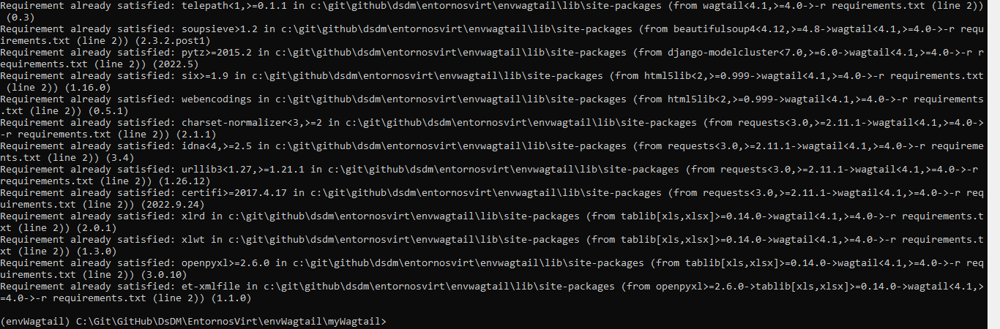 Requirement already satisfied: telepath<1,>=0.1.1 in c:\git\github\dsdm\entornosvirt\envwagtail\lib\site-packages (from wagtail<4.1,>=4.0->-r requirements.txt (line 2))
 (0.3)
Requirement already satisfied: soupsieve>1.2 in c:\git\github\dsdm\entornosvirt\envwagtail\lib\site-packages (from beautifulsoup4<4.12,>=4.8->wagtail<4.1,>=4.0->-r requ
irements.txt (line 2)) (2.3.2.post1)
Requirement already satisfied: pytz>=2015.2 in c:\git\github\dsdm\entornosvirt\envwagtail\lib\site-packages (from django-modelcluster<7.0,>=6.0->wagtail<4.1,>=4.0->-r r
equirements.txt (line 2)) (2022.5)
Requirement already satisfied: six>=1.9 in c:\git\github\dsdm\entornosvirt\envwagtail\lib\site-packages (from html5lib<2,>=0.999->wagtail<4.1,>=4.0->-r requirements.txt
 (line 2)) (1.16.0)
Requirement already satisfied: webencodings in c:\git\github\dsdm\entornosvirt\envwagtail\lib\site-packages (from html5lib<2,>=0.999->wagtail<4.1,>=4.0->-r requirements
.txt (line 2)) (0.5.1)
Requirement already satisfied: charset-normalizer<3,>=2 in c:\git\github\dsdm\entornosvirt\envwagtail\lib\site-packages (from requests<3.0,>=2.11.1->wagtail<4.1,>=4.0->
-r requirements.txt (line 2)) (2.1.1)
Requirement already satisfied: idna<4,>=2.5 in c:\git\github\dsdm\entornosvirt\envwagtail\lib\site-packages (from requests<3.0,>=2.11.1->wagtail<4.1,>=4.0->-r requireme
nts.txt (line 2)) (3.4)
Requirement already satisfied: urllib3<1.27,>=1.21.1 in c:\git\github\dsdm\entornosvirt\envwagtail\lib\site-packages (from requests<3.0,>=2.11.1->wagtail<4.1,>=4.0->-r
requirements.txt (line 2)) (1.26.12)
Requirement already satisfied: certifi>=2017.4.17 in c:\git\github\dsdm\entornosvirt\envwagtail\lib\site-packages (from requests<3.0,>=2.11.1->wagtail<4.1,>=4.0->-r req
uirements.txt (line 2)) (2022.9.24)
Requirement already satisfied: xlrd in c:\git\github\dsdm\entornosvirt\envwagtail\lib\site-packages (from tablib[xls,xlsx]>=0.14.0->wagtail<4.1,>=4.0->-r requirements.t
xt (line 2)) (2.0.1)
Requirement already satisfied: xlwt in c:\git\github\dsdm\entornosvirt\envwagtail\lib\site-packages (from tablib[xls,xlsx]>=0.14.0->wagtail<4.1,>=4.0->-r requirements.t
xt (line 2)) (1.3.0)
Requirement already satisfied: openpyxl>=2.6.0 in c:\git\github\dsdm\entornosvirt\envwagtail\lib\site-packages (from tablib[xls,xlsx]>=0.14.0->wagtail<4.1,>=4.0->-r req
uirements.txt (line 2)) (3.0.10)
Requirement already satisfied: et-xmlfile in c:\git\github\dsdm\entornosvirt\envwagtail\lib\site-packages (from openpyxl>=2.6.0->tablib[xls,xlsx]>=0.14.0->wagtail<4.1,>
=4.0->-r requirements.txt (line 2)) (1.1.0)
(envWagtail) C:\Git\GitHub\DsDM\EntornosVirt\envWagtail\myWagtail>